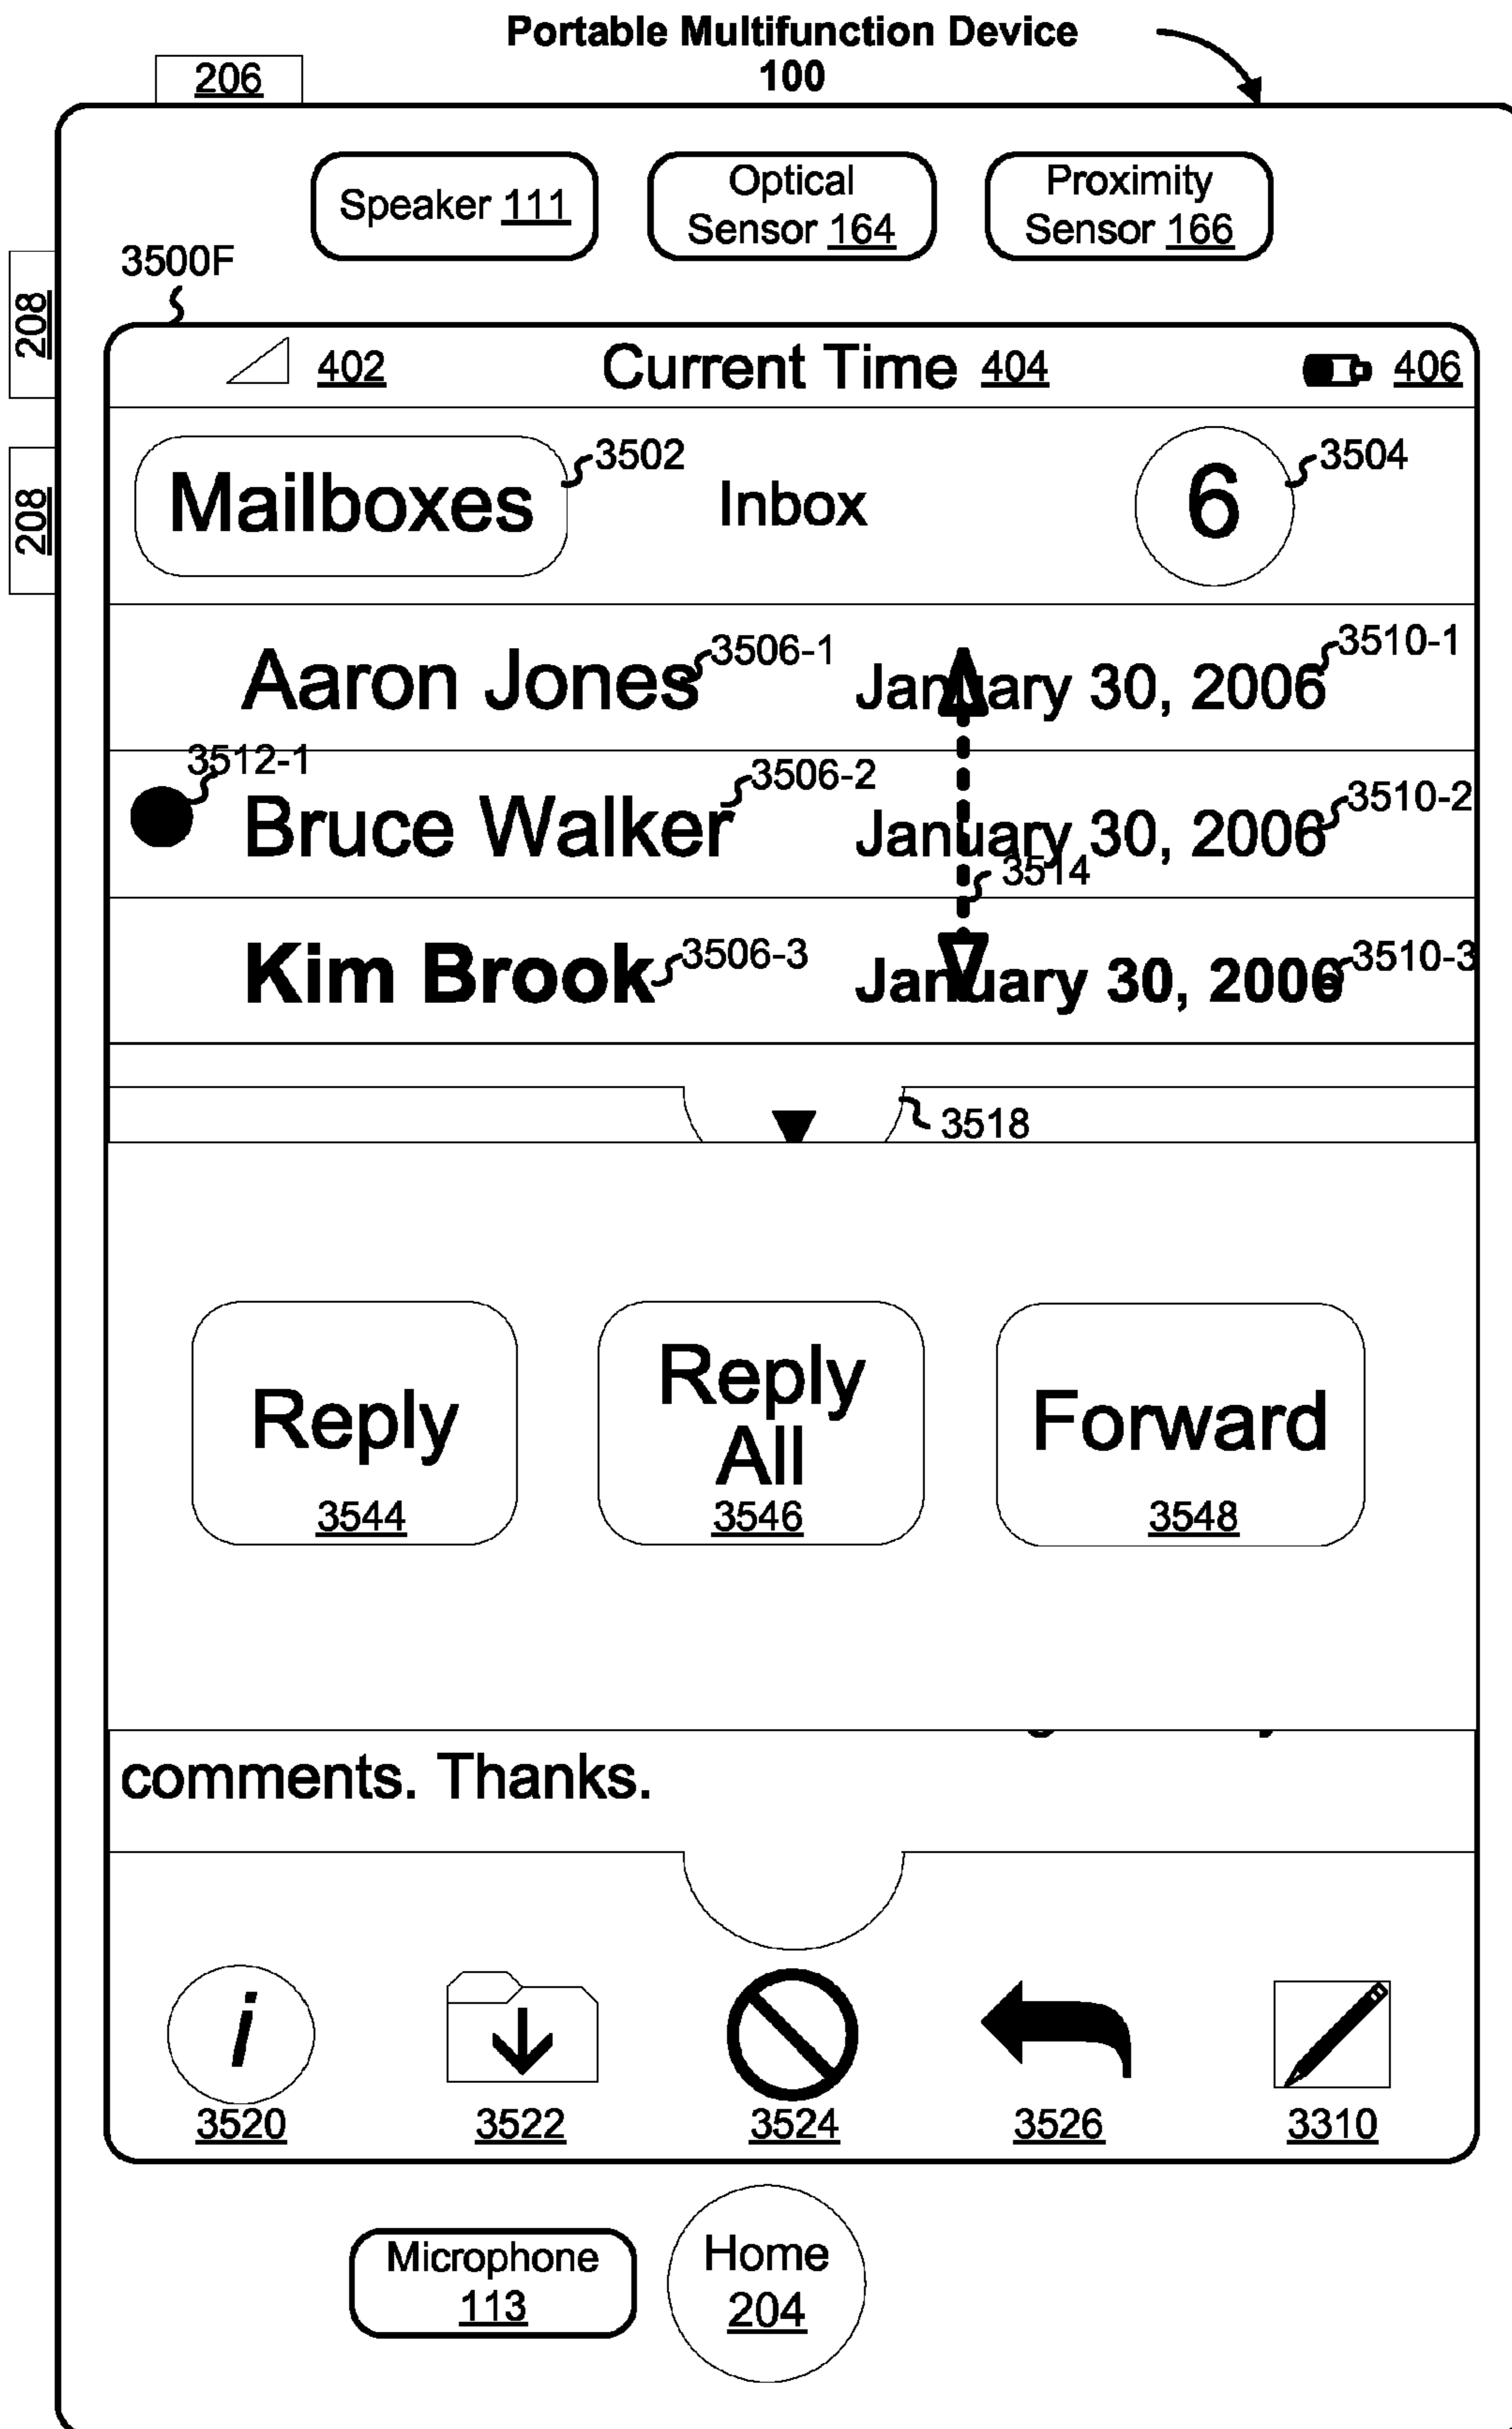 Portable Multifunction Device
100
206
Speaker 111
Optical
Sensor 164
Proximity
Sensor 166
3500F
208
208
402
Current Time 404
406
Mailboxes
3502
Inbox
6
3504
Aaron Jones
3506-1
January 30, 2006
3510-1
3512-1
Bruce Walker
3506-2
January 30, 2006
3510-2
3514
Kim Brook
3506-3
January 30, 2006
3510-3
3518
Reply
3544
Reply
All
3546
Forward
3548
comments. Thanks.
i
3520
3522
3524
3526
3310
Microphone
113
Home
204